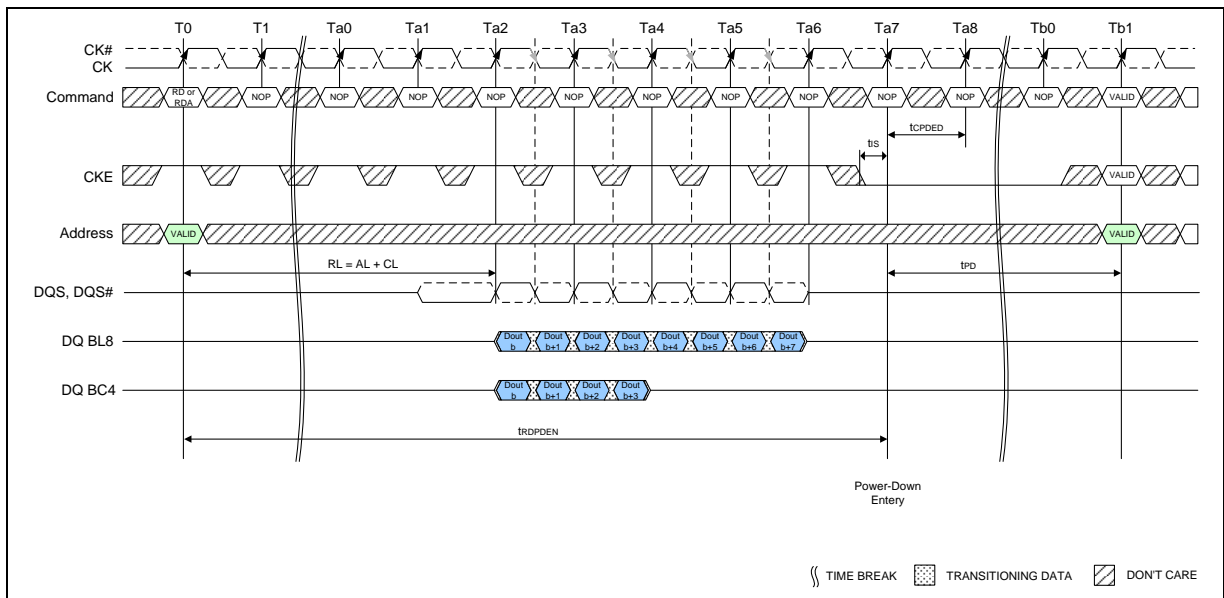 T0 T1 Ta0 Ta1 Ta2 Ta3 Ta4 Ta5 Ta6 Ta7 Ta8 Tb0 Tb1
CK#
CK
Command
RD or
RDA
NOP NOP NOP NOP NOP NOP NOP NOP NOP NOP NOP VALID
tCPDED
tIS
CKE
VALID
Address
VALID VALID
RL = AL + CL
tPD
DQS, DQS#
DQ BL8
Dout Dout Dout Dout Dout Dout Dout Dout
b b+1 b+2 b+3 b+4 b+5 b+6 b+7
DQ BC4
Dout Dout Dout Dout
b b+1 b+2 b+3
tRDPDEN
Power-Down
Entery
TIME BREAK TRANSITIONING DATA DON'T CARE